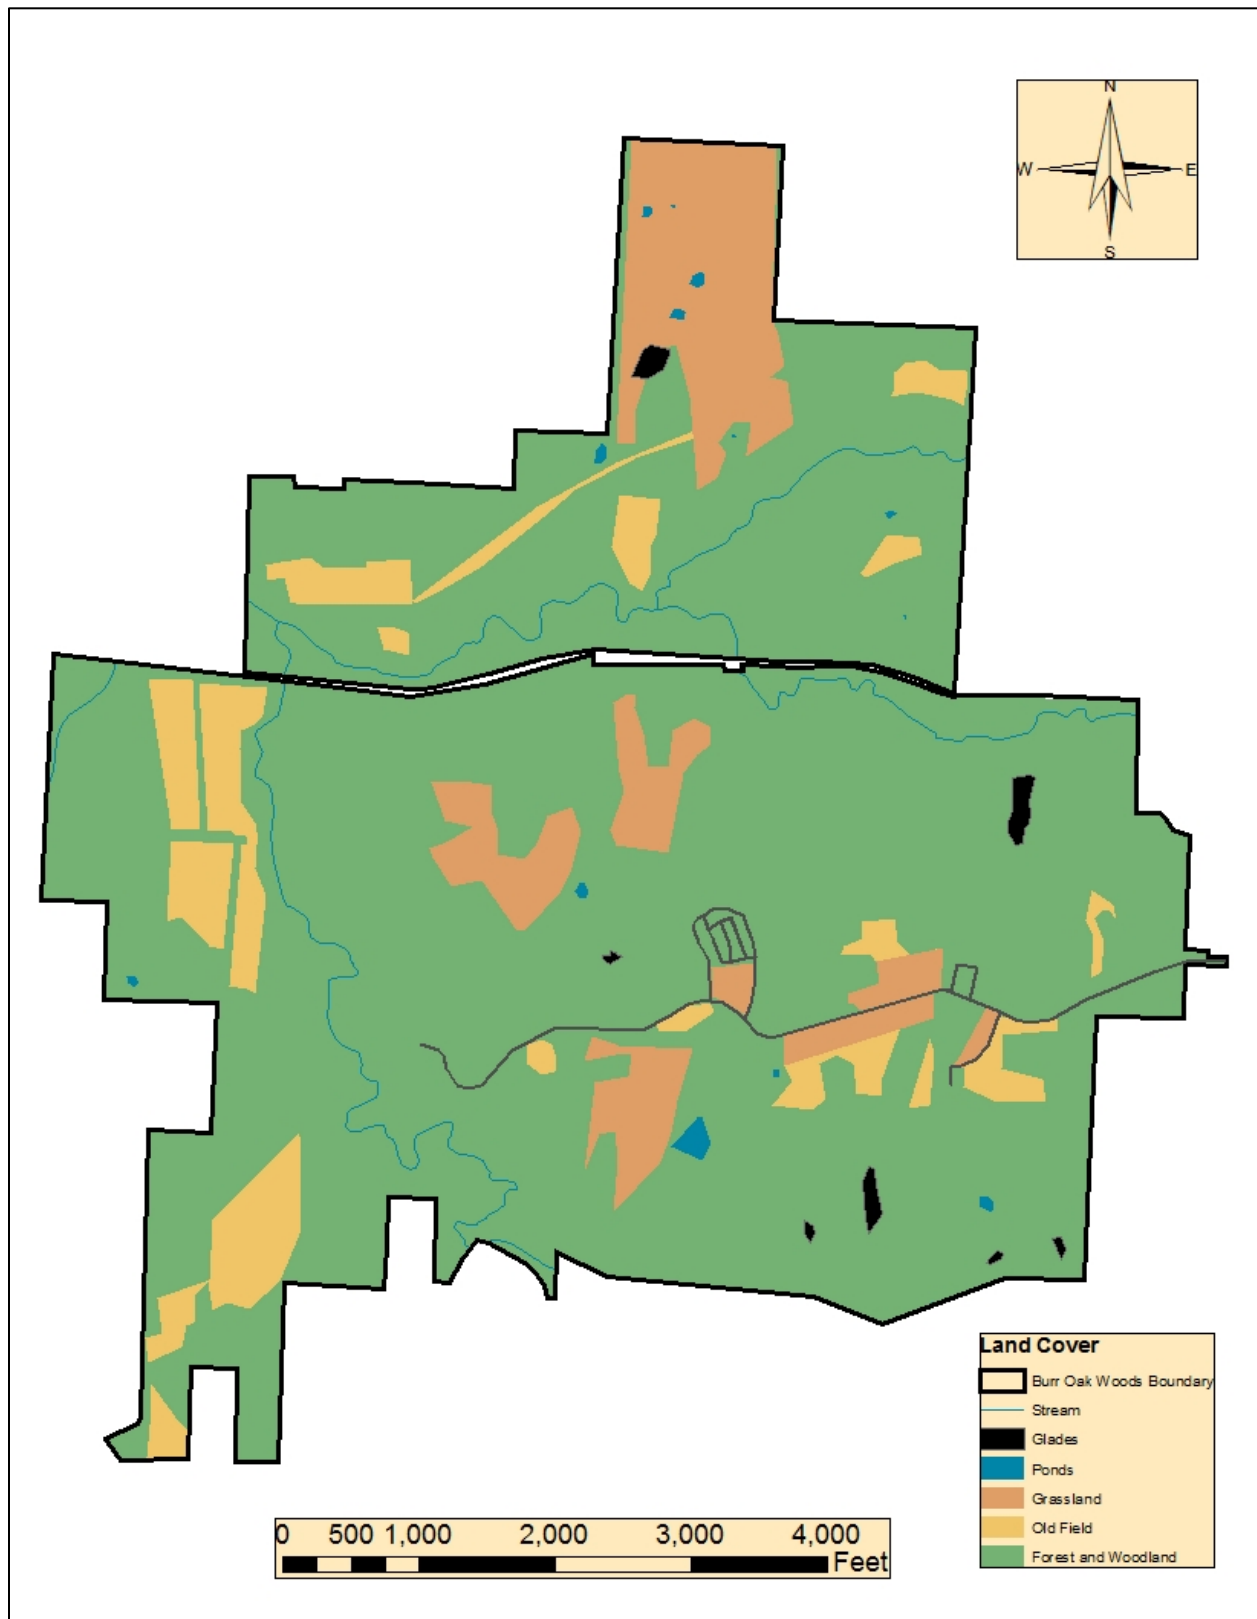 N
W E
S
Land Cover
Burr Oak Woods Boundary
Stream
Glades
Ponds
Grassland
Old Field
Forest and Woodland
0 500 1,000 2,000 3,000 4,000
Feet